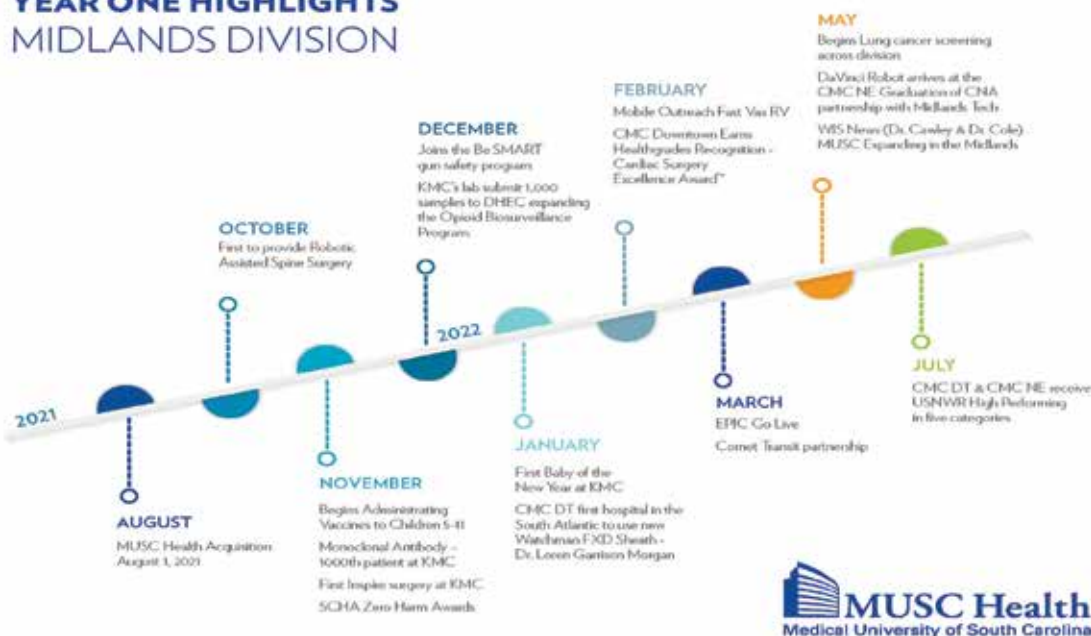 YEAR ONE HIGHLIGHTS
MIDLANDS DIVISION
2021
AUGUST
MUSC Health Acquisition
August 1, 2021
OCTOBER
First to provide Robotic
Assisted Spine Surgery
NOVEMBER
Begins Administrating
Vaccines to Children 5-11
Monoclonal Antibody –
1000th patient at KMC
First Inspire surgery at KMC
SCHA Zero Harm Awards
DECEMBER
Joins the Be SMART
gun safety program
KMC's lab submit 1,000
samples to DHEC expanding
the Opioid Biosurveillance
Program
2022
JANUARY
First Baby of the
New Year at KMC
CMC DT first hospital in the
South Atlantic to use new
Watchman FXD Sheath -
Dr. Loren Garrison Morgan
FEBRUARY
Mobile Outreach Fast Vax RV
CMC Downtown Earns
Healthgrades Recognition -
Cardiac Surgery
Excellence Award™
MARCH
EPIC Go Live
Comet Transit partnership
MAY
Begins Lung cancer screening
across division
DaVinci Robot arrives at the
CMC NE Graduation of CNA
partnership with Midlands Tech
WIS News (Dr. Cawley & Dr. Cole)
MUSC Expanding in the Midlands
JULY
CMC DT & CMC NE receive
USNWR High Performing
in five categories
MUSC Health
Medical University of South Carolina